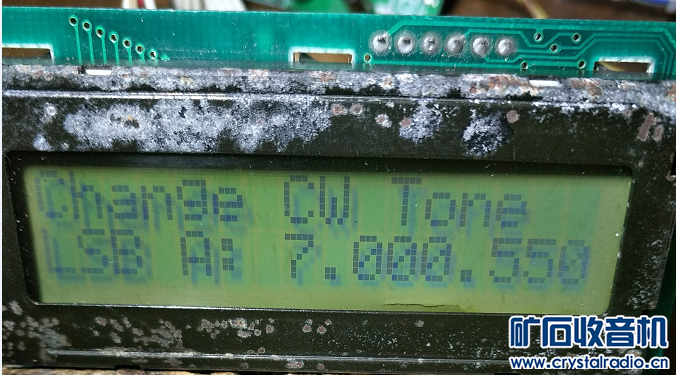 Change CW Tone
LSB A: 7.000.550
矿石收音机
www.crystalradio.cn